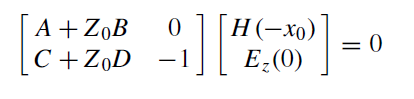 [ A + Z₀B 0 ] [ H(−x₀) ] = 0
[ C + Z₀D −1 ] [ E_z(0) ]